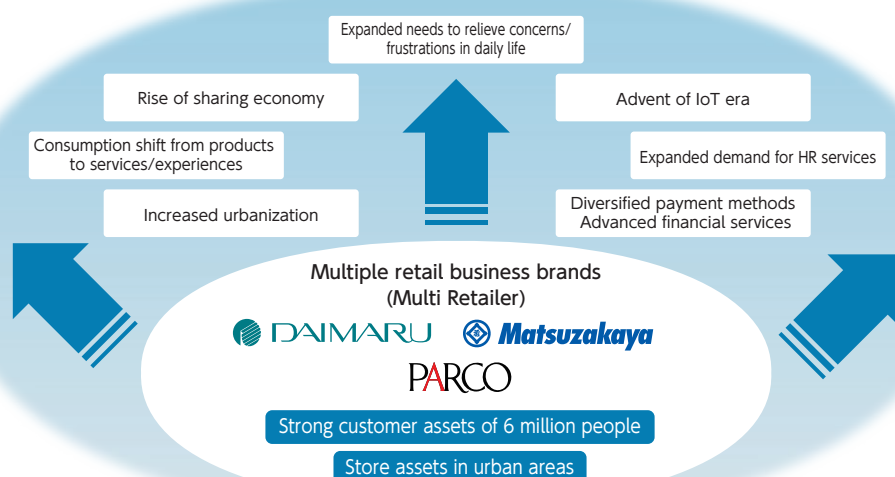 Expanded needs to relieve concerns/
frustrations in daily life
Rise of sharing economy
Advent of IoT era
Consumption shift from products
to services/experiences
Expanded demand for HR services
Increased urbanization
Diversified payment methods
Advanced financial services
Multiple retail business brands
(Multi Retailer)
DAIMARU
Matsuzakaya
PARCO
Strong customer assets of 6 million people
Store assets in urban areas